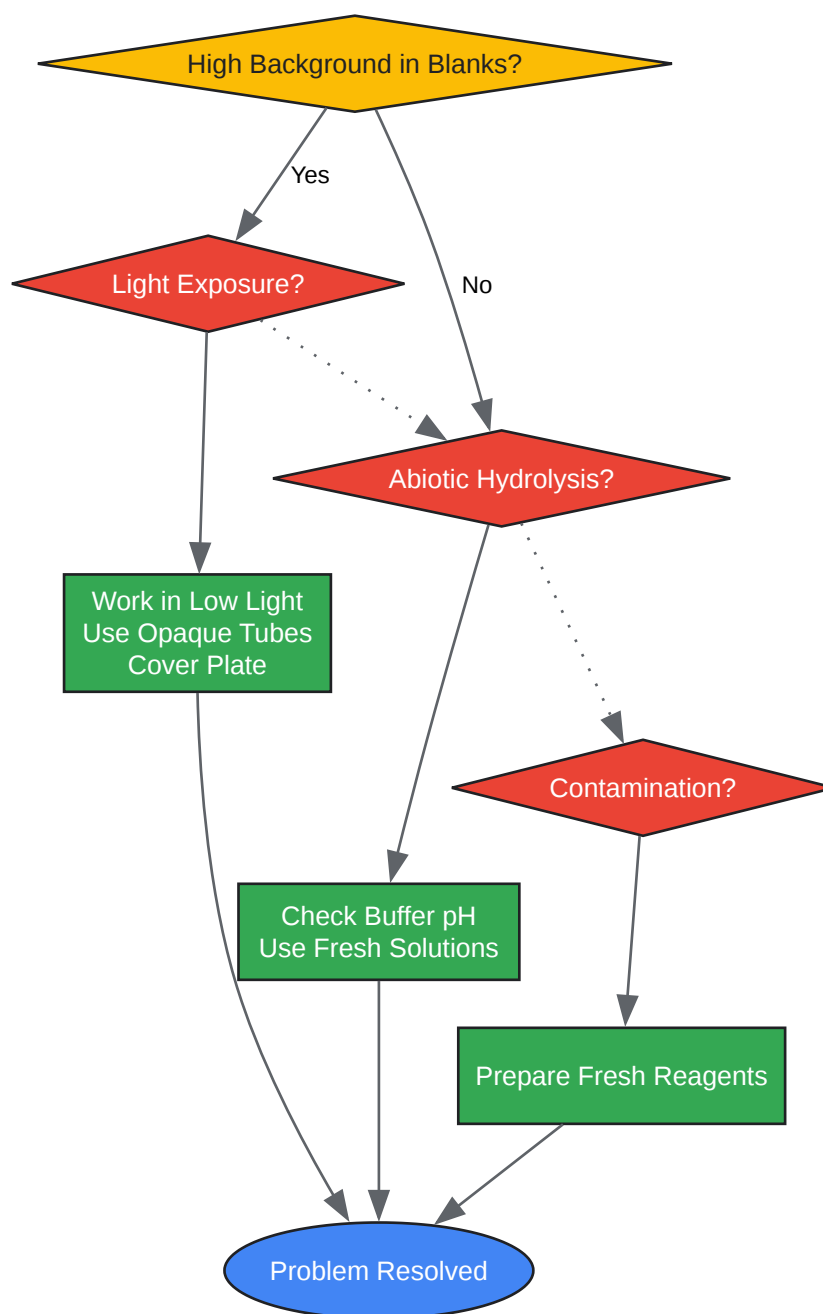 High Background in Blanks?
Yes
Light Exposure?
No
Abiotic Hydrolysis?
Work in Low Light
Use Opaque Tubes
Cover Plate
Contamination?
Check Buffer pH
Use Fresh Solutions
Prepare Fresh Reagents
Problem Resolved